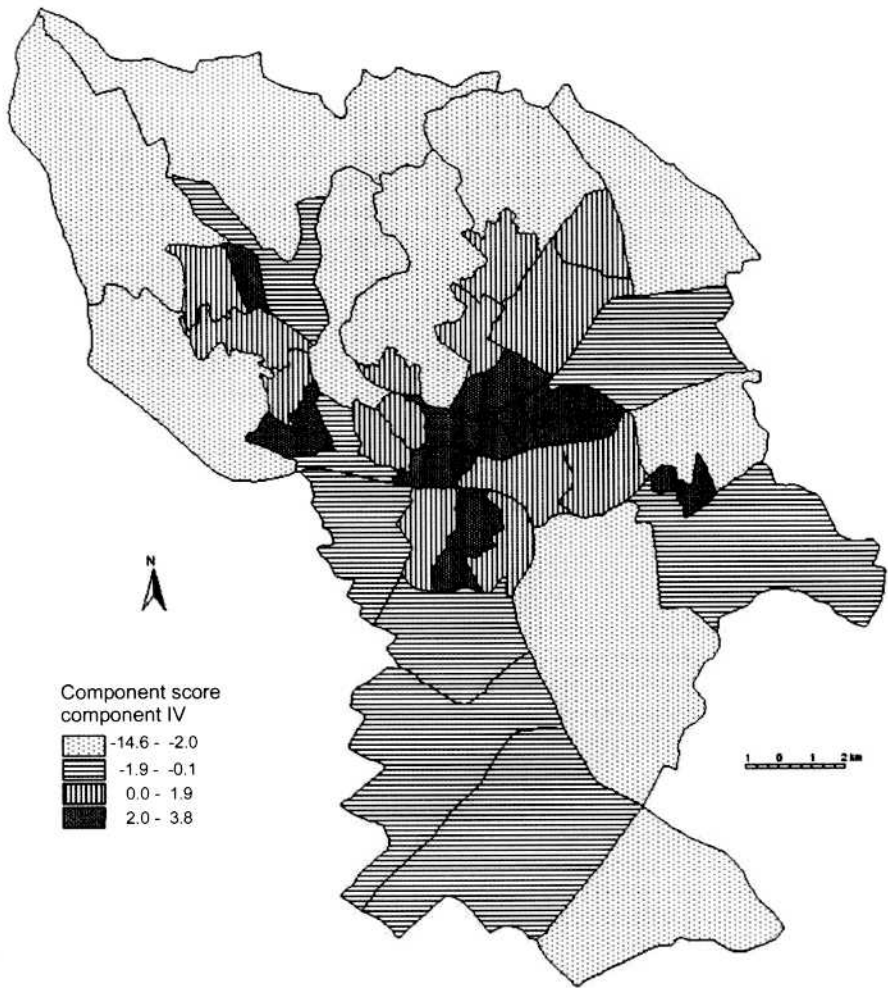 N
Component score
component IV
-14.6 - -2.0
-1.9 - -0.1
0.0 - 1.9
2.0 - 3.8
1 0 1 2 km